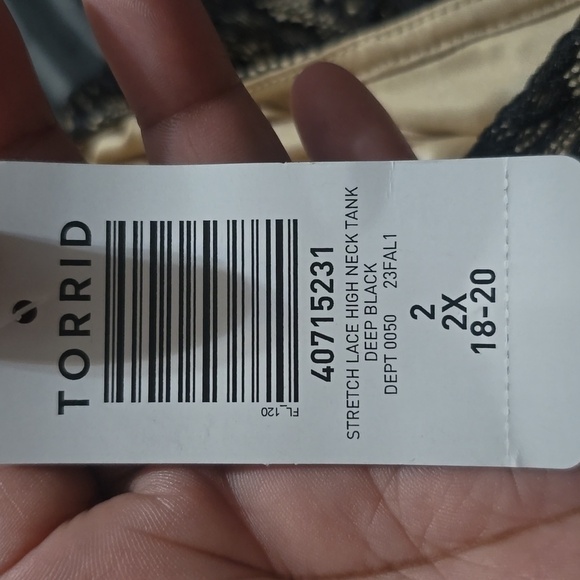 TORRID
FL_120
40715231
STRETCH LACE HIGH NECK TANK
DEEP BLACK
DEPT 0050 23FAL1
2
2X
18-20